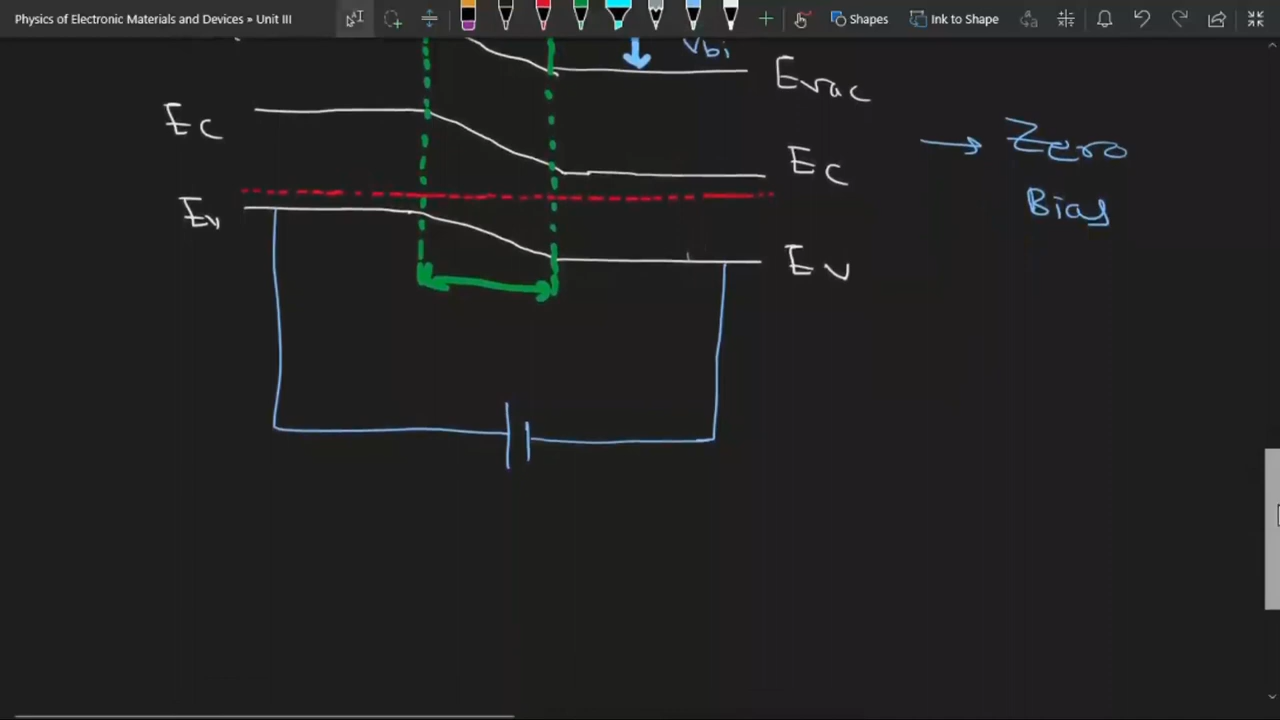 Physics of Electronic Materials and Devices » Unit III
Shapes
Ink to Shape
Vbi
Evac
Ec
Ec
Zero
Bias
Ev
Ev